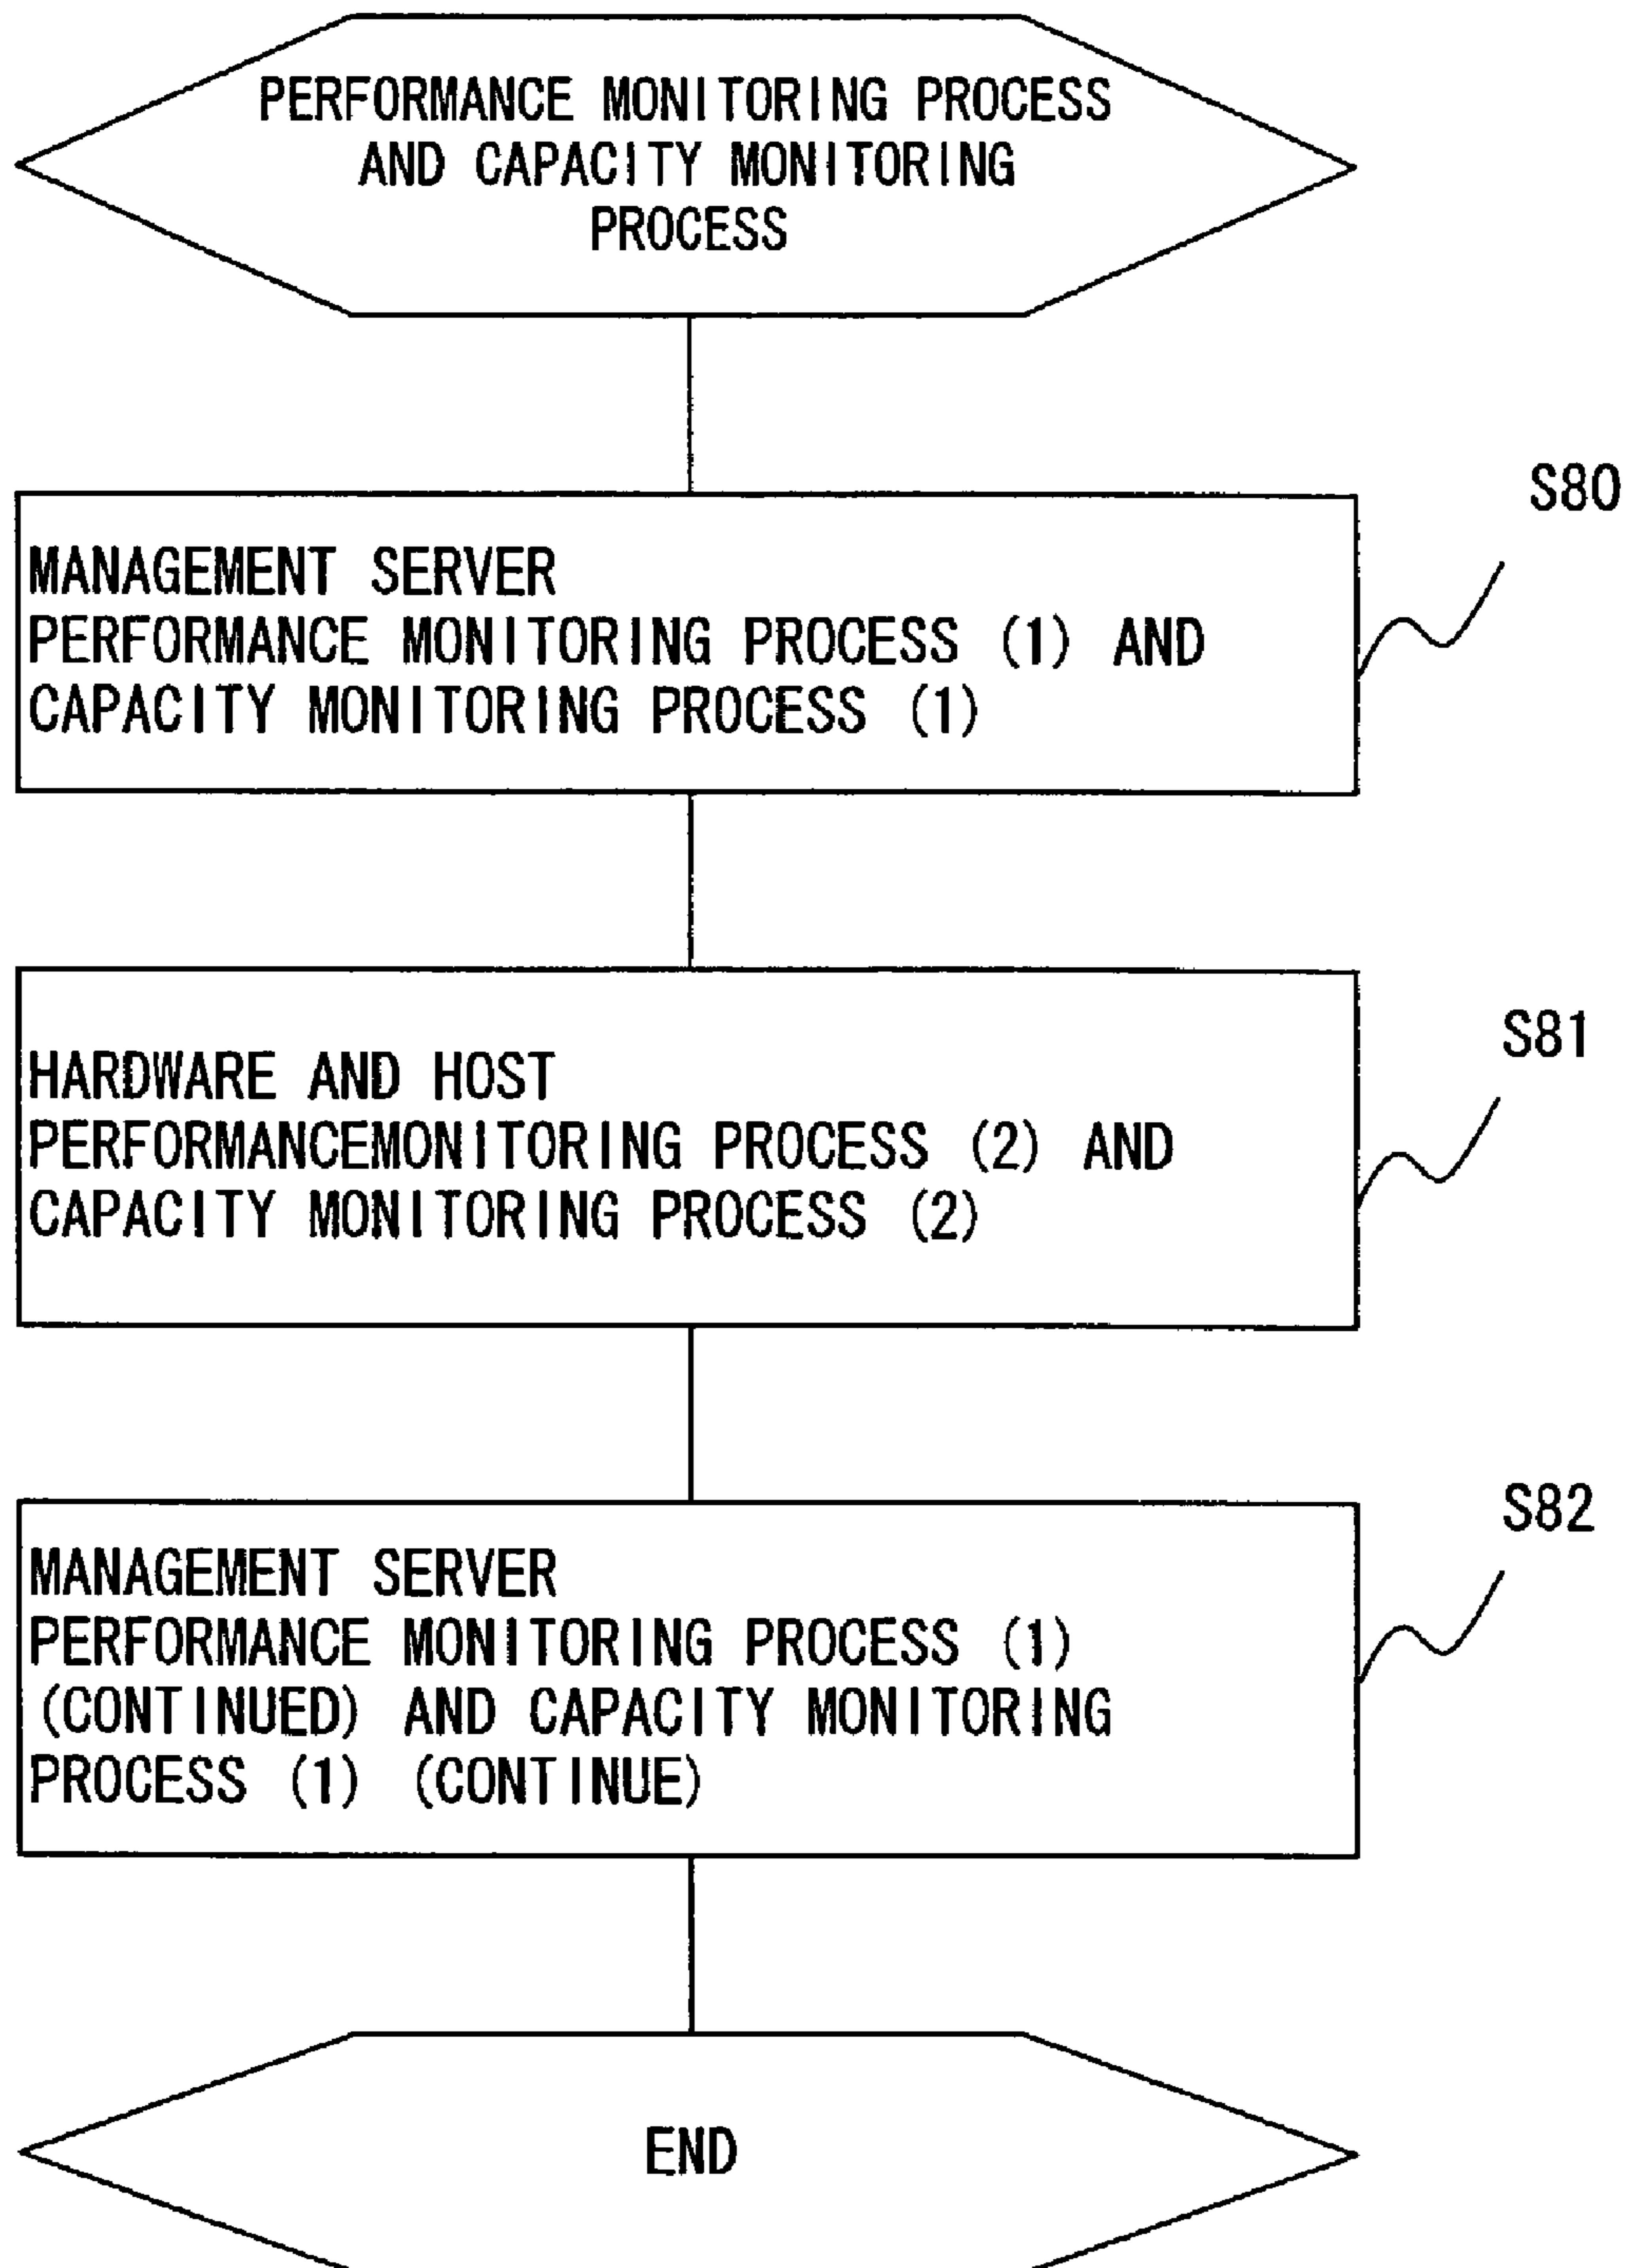 PERFORMANCE MONITORING PROCESS
AND CAPACITY MONITORING
PROCESS
S80
MANAGEMENT SERVER
PERFORMANCE MONITORING PROCESS (1) AND
CAPACITY MONITORING PROCESS (1)
S81
HARDWARE AND HOST
PERFORMANCEMONITORING PROCESS (2) AND
CAPACITY MONITORING PROCESS (2)
S82
MANAGEMENT SERVER
PERFORMANCE MONITORING PROCESS (1)
(CONTINUED) AND CAPACITY MONITORING
PROCESS (1) (CONTINUE)
END